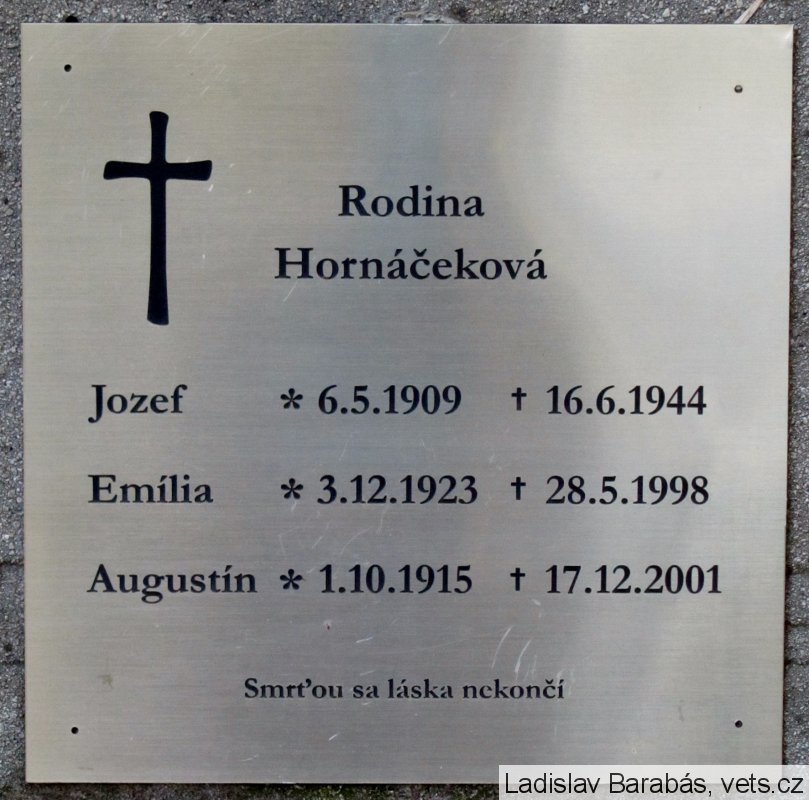 Rodina
Hornáčeková
Jozef * 6.5.1909 † 16.6.1944
Emília * 3.12.1923 † 28.5.1998
Augustín * 1.10.1915 † 17.12.2001
Smrťou sa láska nekončí
Ladislav Barabás, vets.cz